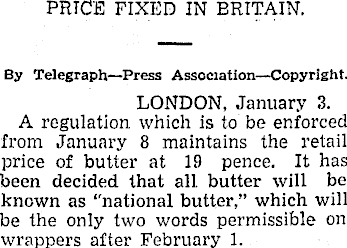 PRICE FIXED IN BRITAIN.
By Telegraph—Press Association—Copyright.
LONDON, January 3.
A regulation which is to be enforced
from January 8 maintains the retail
price of butter at 19 pence. It has
been decided that all butter will be
known as "national butter," which will
be the only two words permissible on
wrappers after February 1.